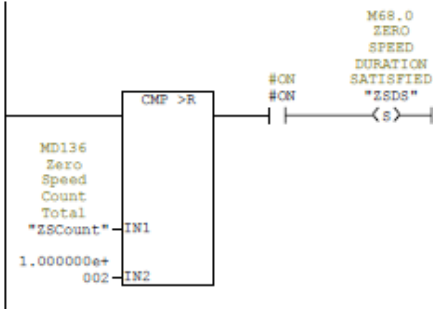 M68.0
ZERO
SPEED
DURATION
#ON SATISFIED
#ON "ZSDS"
CMP >R
(S)
MD136
Zero
Speed
Count
Total
"ZSCount" IN1
1.000000e+
002 IN2